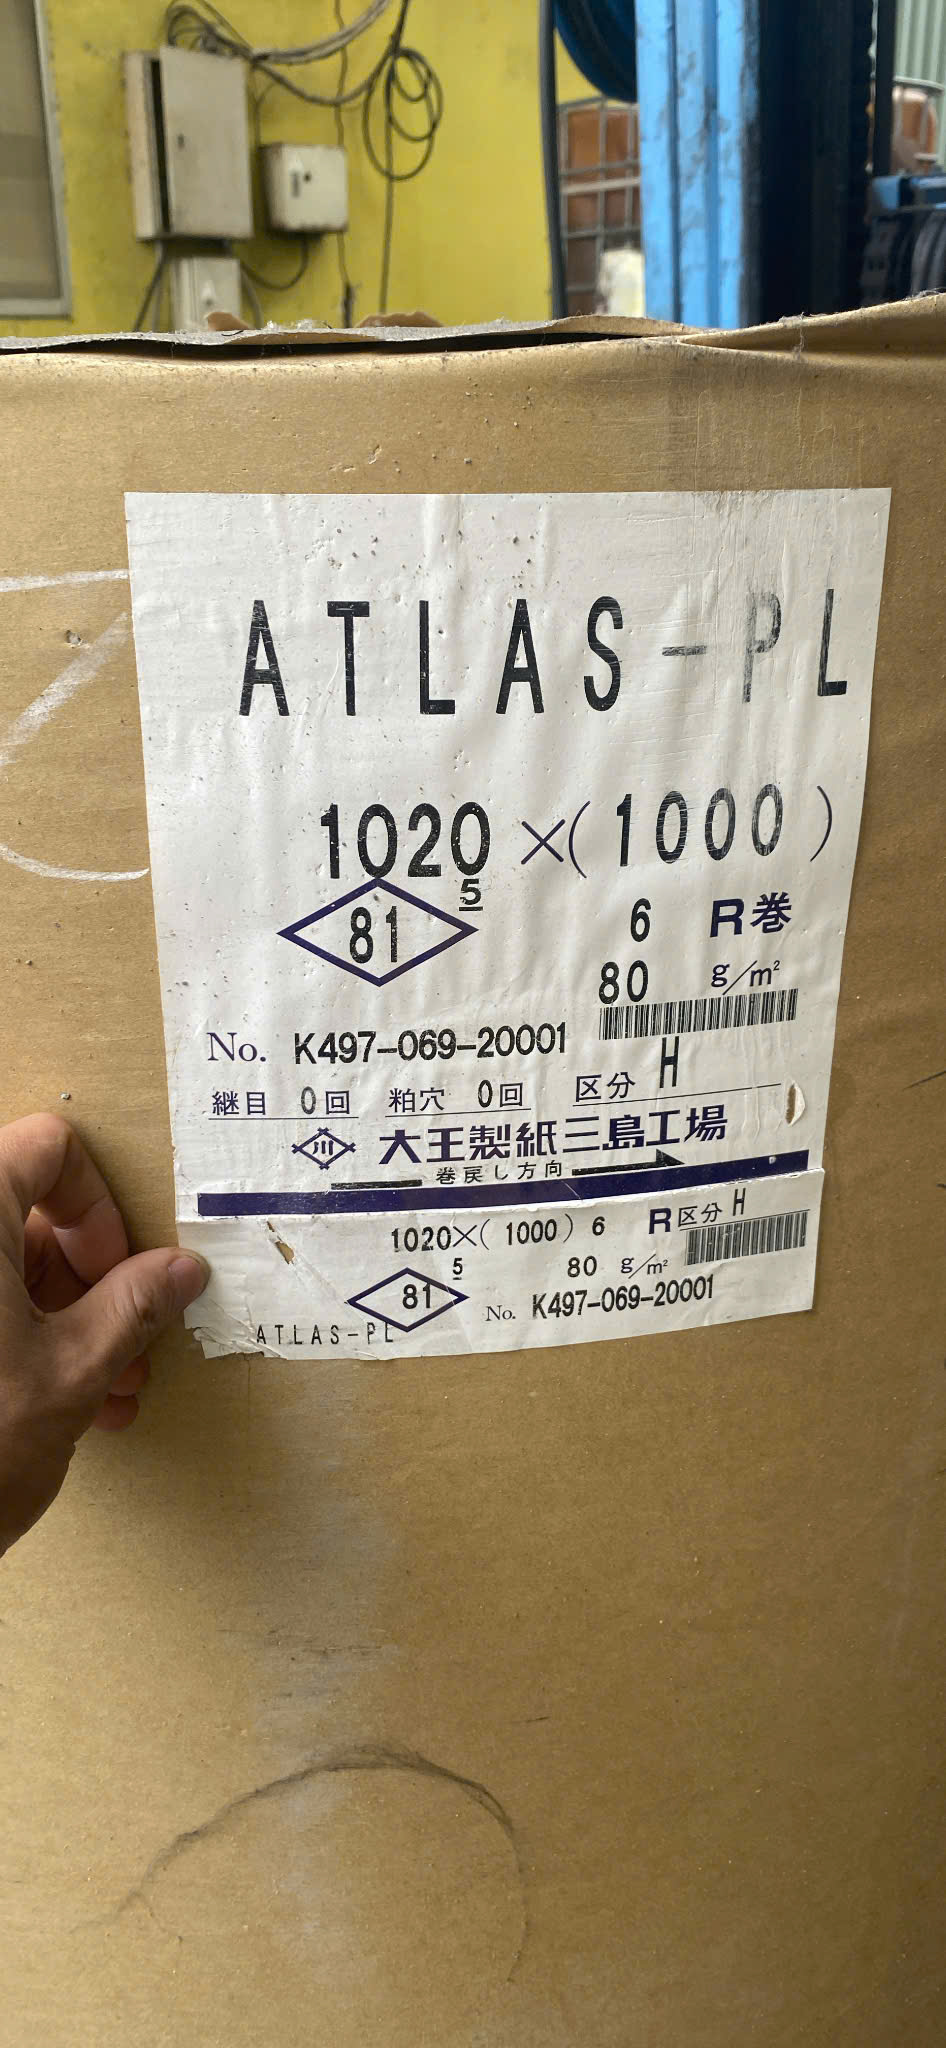 ATLAS-PL
1020×(1000)
5
81
6 R巻
80 g/m²
No. K497-069-20001
継目 0回 粕穴 0回 区分 H
川 大王製紙三島工場
巻戻し方向
1020×(1000) 6 R 区分 H
5
81
80 g/m²
No. K497-069-20001
ATLAS-PL